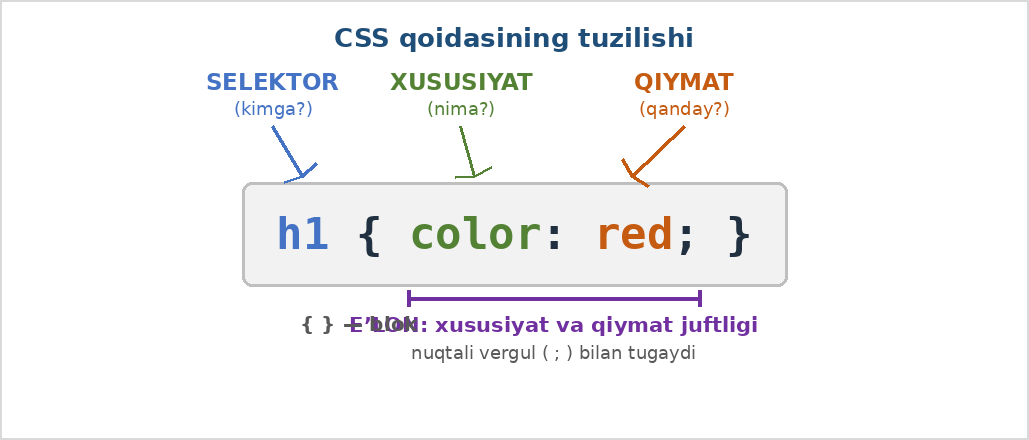 CSS qoidasining tuzilishi
SELEKTOR XUSUSIYAT QIYMAT
(kimga?) (nima?) (qanday?)
h1 { color: red; }
{ } — blok
E’LON: xususiyat va qiymat juftligi
nuqtali vergul ( ; ) bilan tugaydi